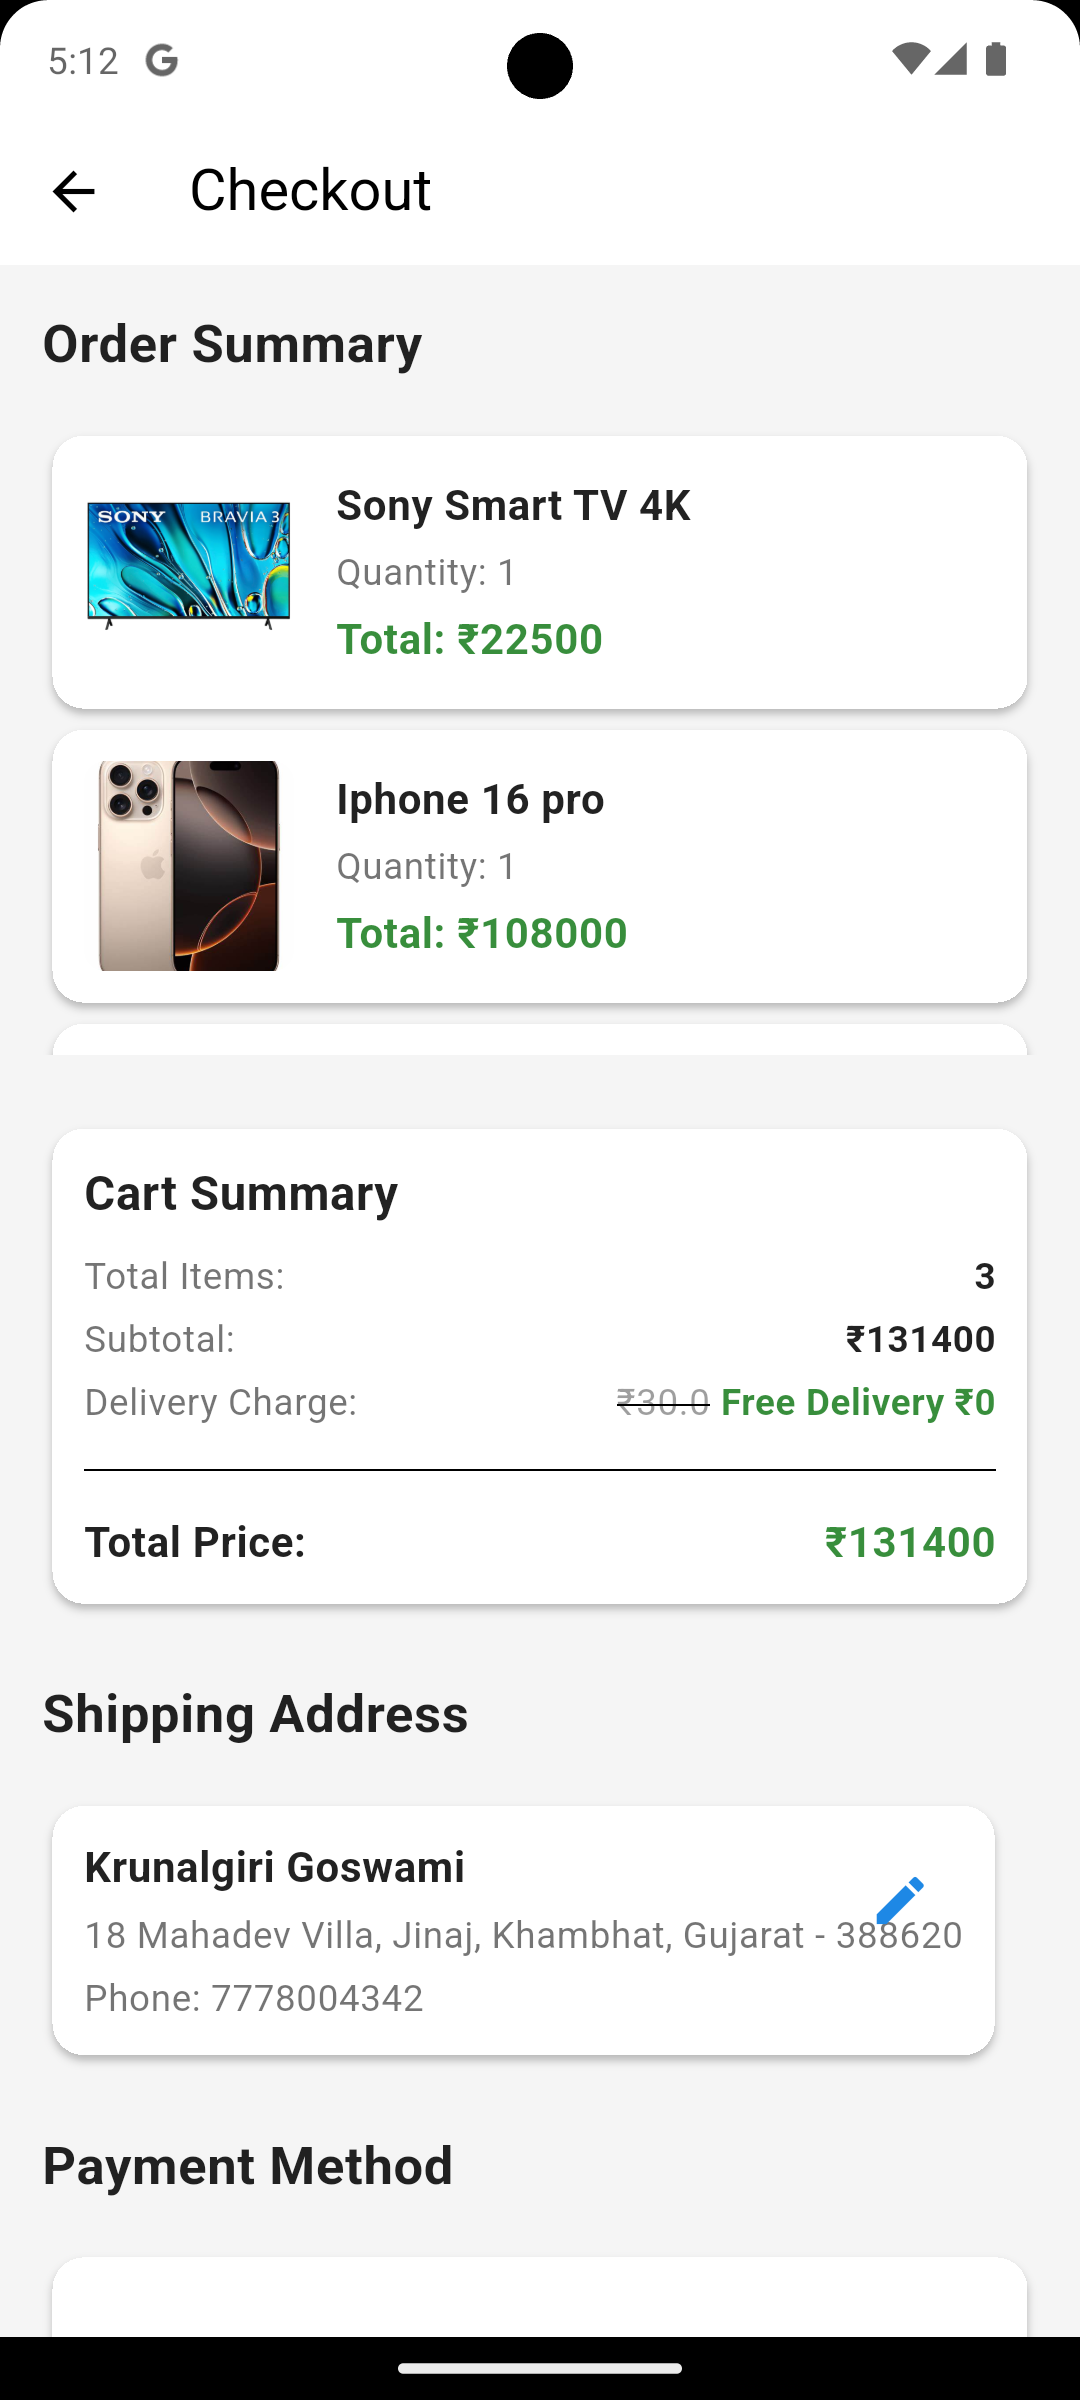 5:12
Checkout
Order Summary
SONY BRAVIA 3
Sony Smart TV 4K
Quantity: 1
Total: ₹22500
Iphone 16 pro
Quantity: 1
Total: ₹108000
Cart Summary
Total Items: 3
Subtotal: ₹131400
Delivery Charge: ₹30.0 Free Delivery ₹0
Total Price: ₹131400
Shipping Address
Krunalgiri Goswami
18 Mahadev Villa, Jinaj, Khambhat, Gujarat - 388620
Phone: 7778004342
Payment Method